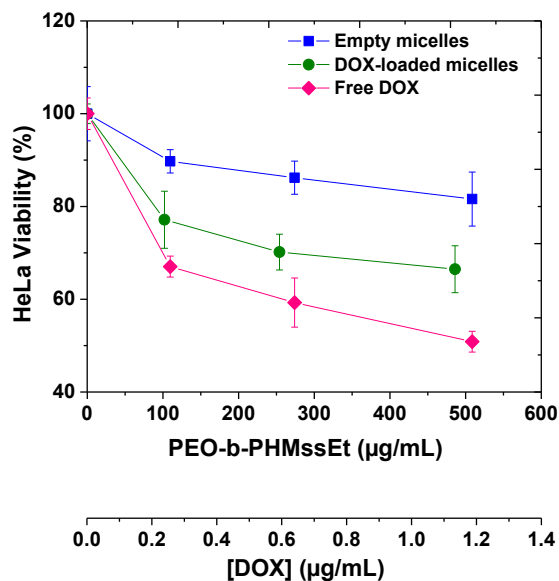 120
100
80
60
40
HeLa Viability (%)
Empty micelles
DOX-loaded micelles
Free DOX
0 100 200 300 400 500 600
PEO-b-PHMssEt (µg/mL)
0.0 0.2 0.4 0.6 0.8 1.0 1.2 1.4
[DOX] (µg/mL)